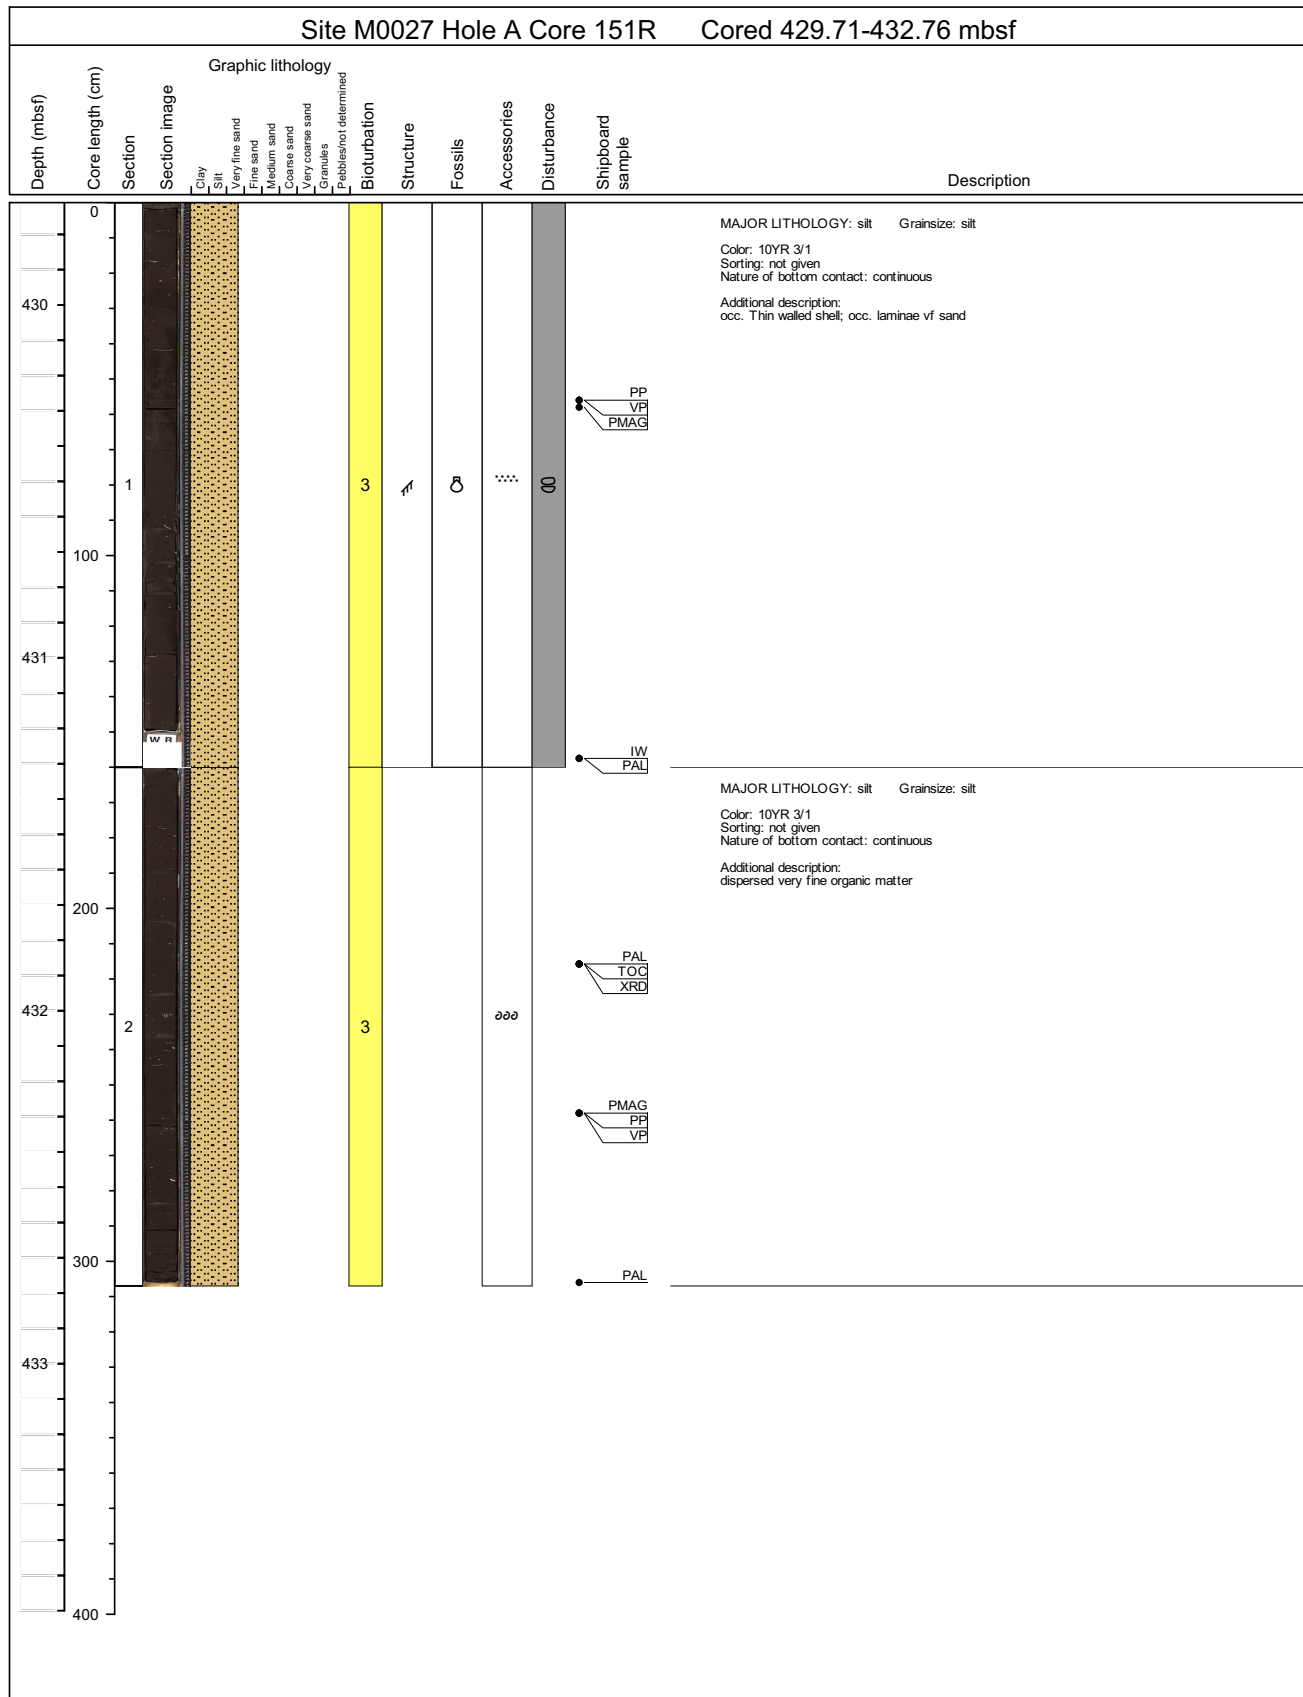 Site M0027 Hole A Core 151R Cored 429.71-432.76 mbsf
Graphic lithology
Depth (mbsf)
Core length (cm)
Section
Section image
Clay
Silt
Very fine sand
Fine sand
Medium sand
Coarse sand
Very coarse sand
Granules
Pebbles/not determined
Bioturbation
Structure
Fossils
Accessories
Disturbance
Shipboard
sample
Description
0
MAJOR LITHOLOGY: silt Grainsize: silt
Color: 10YR 3/1
Sorting: not given
Nature of bottom contact: continuous
430
Additional description:
occ. Thin walled shell; occ. laminae vf sand
PP
VP
PMAG
1
3
100
431
W R
IW
PAL
MAJOR LITHOLOGY: silt Grainsize: silt
Color: 10YR 3/1
Sorting: not given
Nature of bottom contact: continuous
Additional description:
dispersed very fine organic matter
200
PAL
TOC
XRD
432
2
3
PMAG
PP
VP
300
PAL
433
400